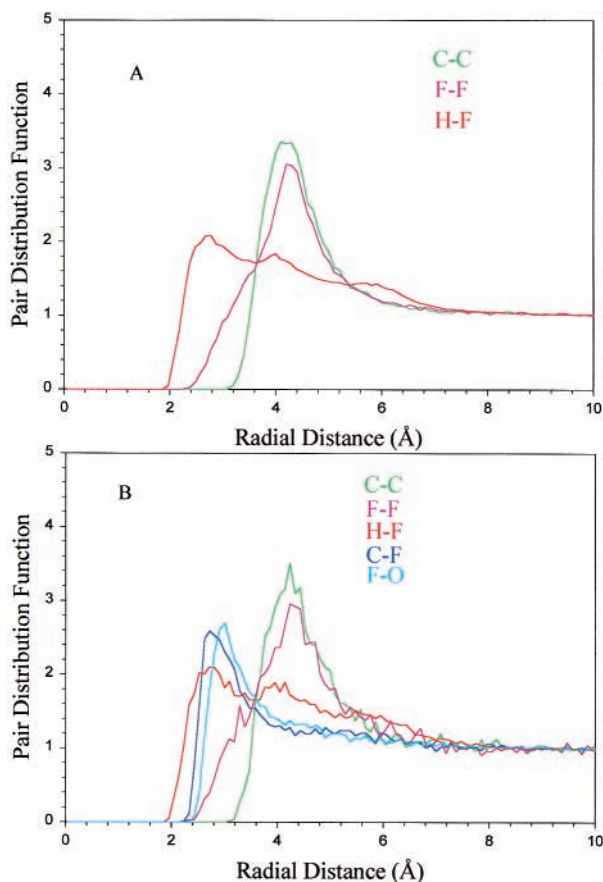 5
A
C-C
4
F-F
H-F
3
2
1
0
0 2 4 6 8 10
Pair Distribution Function
Radial Distance (Å)
5
B
C-C
F-F
4
H-F
C-F
F-O
3
2
1
0
0 2 4 6 8 10
Pair Distribution Function
Radial Distance (Å)